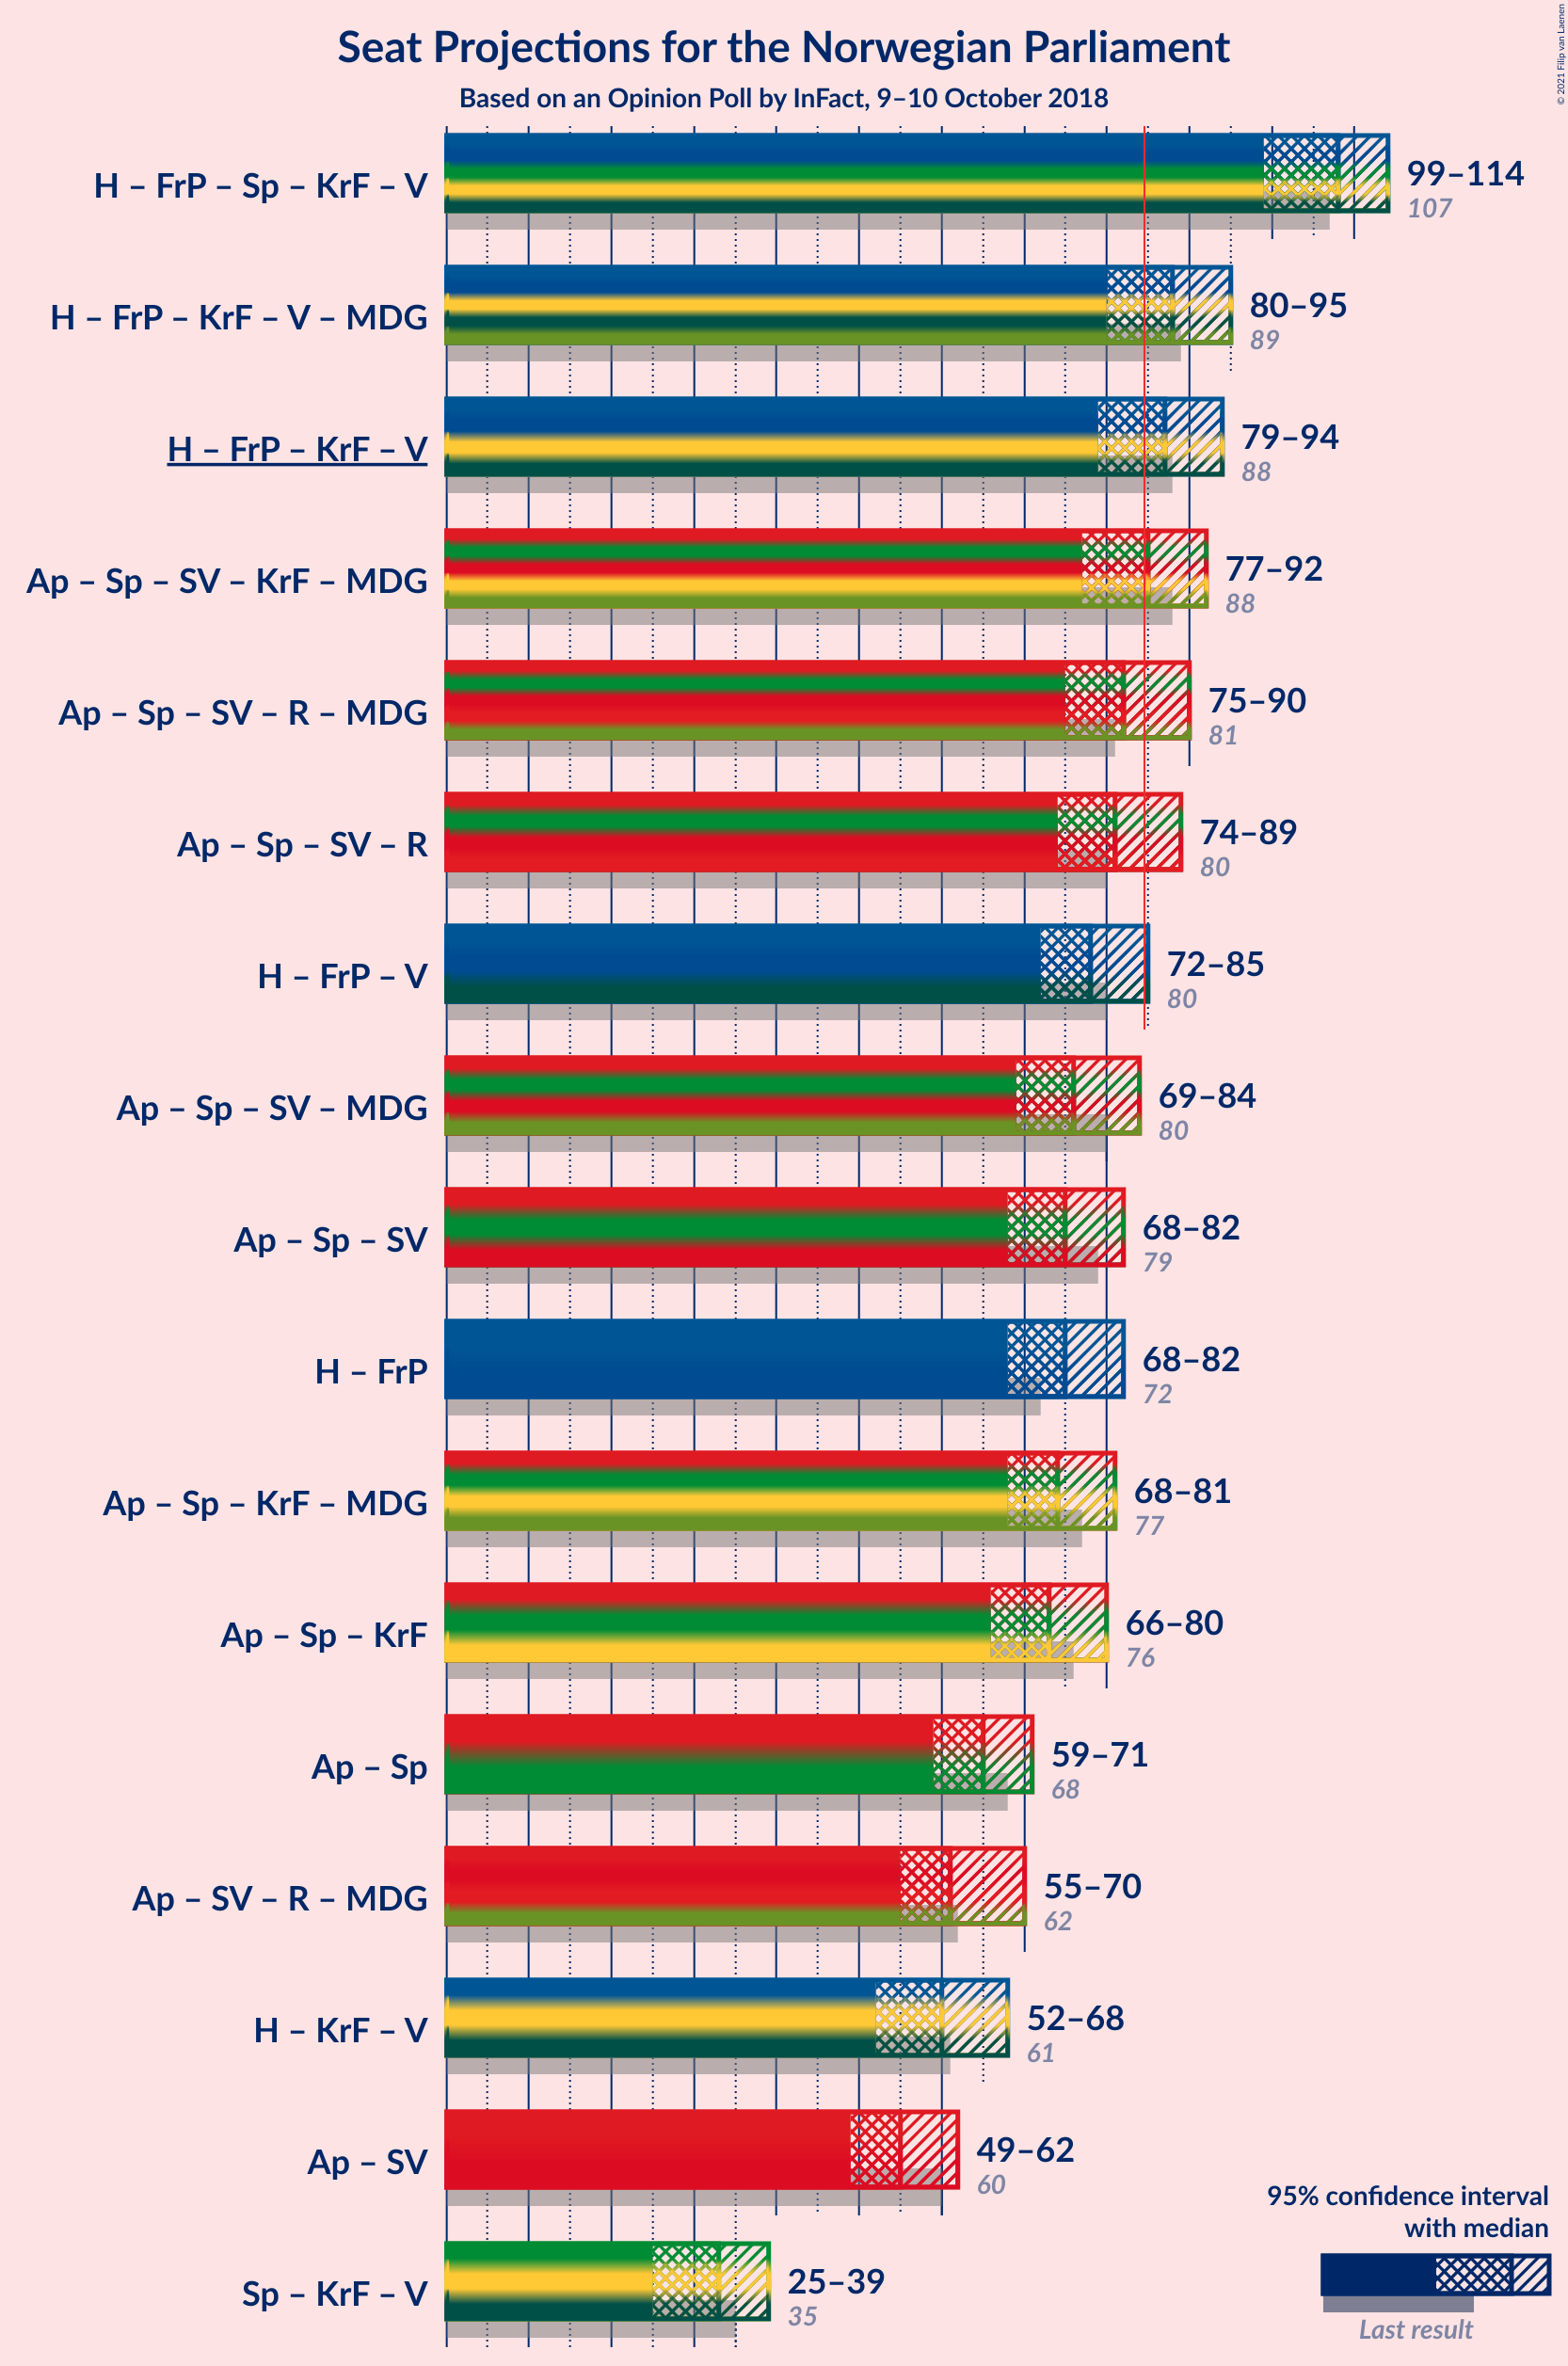 Seat Projections for the Norwegian Parliament
Based on an Opinion Poll by InFact, 9–10 October 2018
© 2021 Filip van Laenen
H – FrP – Sp – KrF – V
99–114
107
H – FrP – KrF – V – MDG
80–95
89
H – FrP – KrF – V
79–94
88
Ap – Sp – SV – KrF – MDG
77–92
88
Ap – Sp – SV – R – MDG
75–90
81
Ap – Sp – SV – R
74–89
80
H – FrP – V
72–85
80
Ap – Sp – SV – MDG
69–84
80
Ap – Sp – SV
68–82
79
H – FrP
68–82
72
Ap – Sp – KrF – MDG
68–81
77
Ap – Sp – KrF
66–80
76
Ap – Sp
59–71
68
Ap – SV – R – MDG
55–70
62
H – KrF – V
52–68
61
Ap – SV
49–62
60
Sp – KrF – V
25–39
35
95% confidence interval
with median
Last result